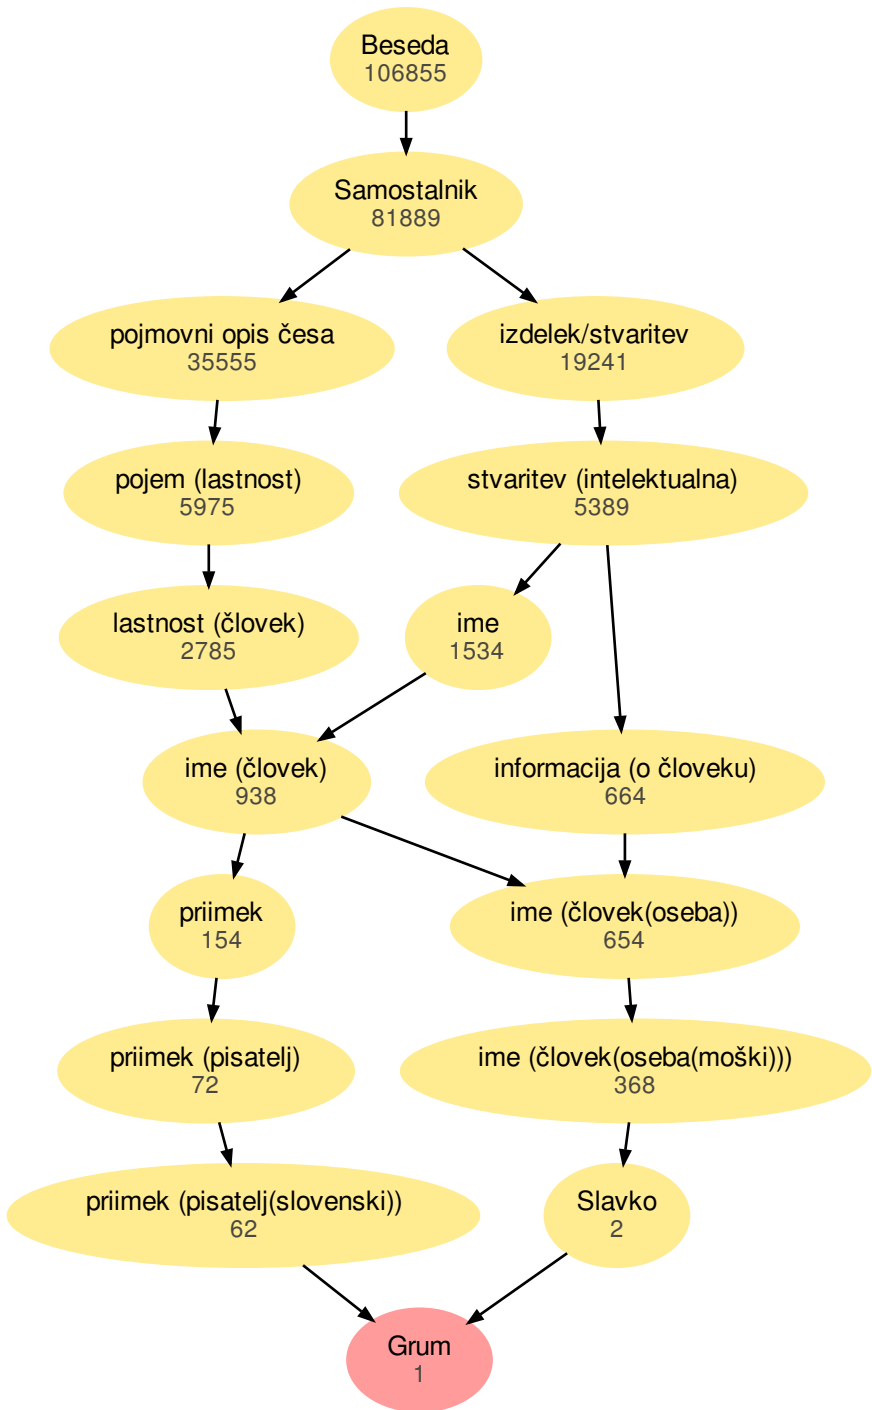 Beseda
106855
Samostalnik
81889
pojmovni opis česa
35555
izdelek/stvaritev
19241
pojem (lastnost)
5975
stvaritev (intelektualna)
5389
lastnost (človek)
2785
ime
1534
ime (človek)
938
informacija (o človeku)
664
priimek
154
ime (človek(oseba))
654
priimek (pisatelj)
72
ime (človek(oseba(moški)))
368
priimek (pisatelj(slovenski))
62
Slavko
2
Grum
1